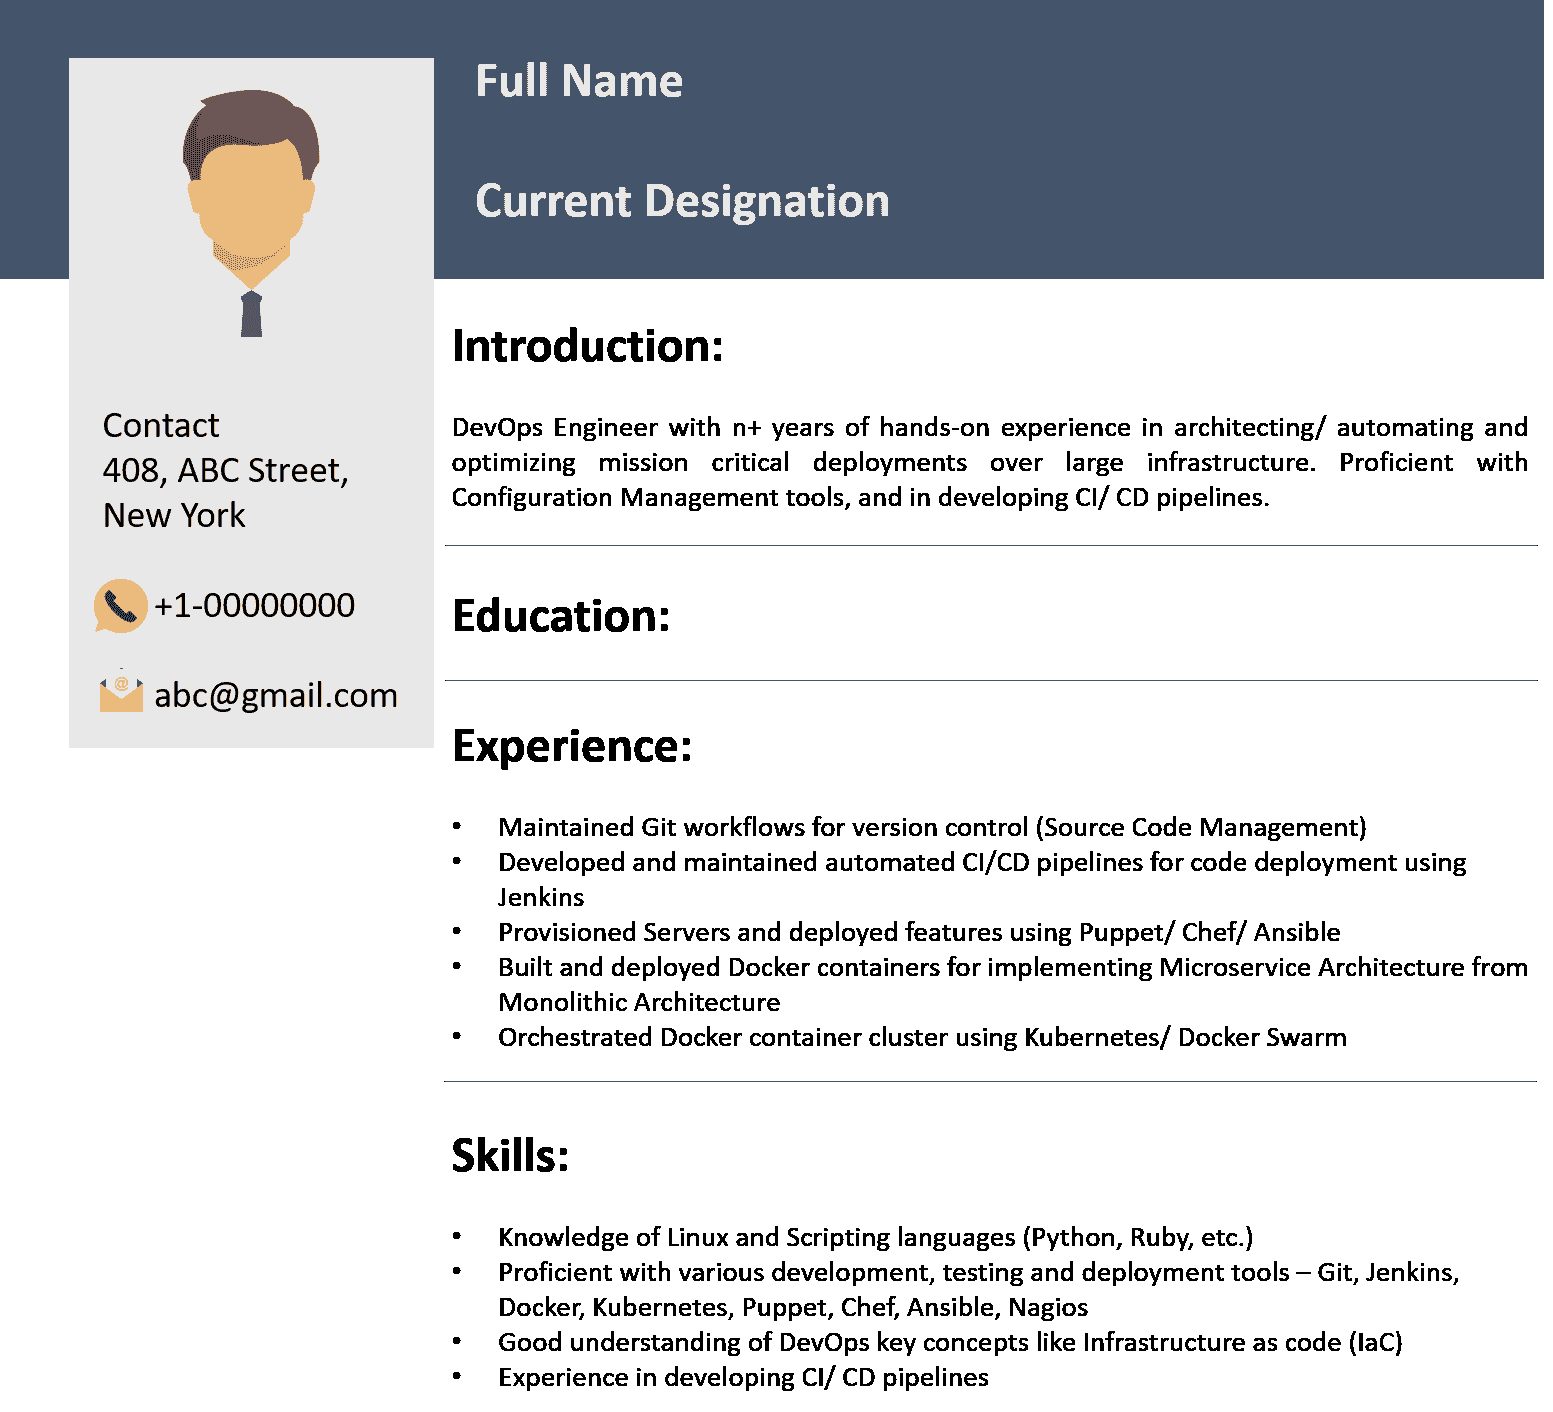 Full Name
Current Designation
Contact
408, ABC Street,
New York
+1-00000000
@
abc@gmail.com
Introduction:
DevOps Engineer with n+ years of hands-on experience in architecting/ automating and
optimizing mission critical deployments over large infrastructure. Proficient with
Configuration Management tools, and in developing CI/ CD pipelines.
Education:
Experience:
• Maintained Git workflows for version control (Source Code Management)
• Developed and maintained automated CI/CD pipelines for code deployment using
Jenkins
• Provisioned Servers and deployed features using Puppet/ Chef/ Ansible
• Built and deployed Docker containers for implementing Microservice Architecture from
Monolithic Architecture
• Orchestrated Docker container cluster using Kubernetes/ Docker Swarm
Skills:
• Knowledge of Linux and Scripting languages (Python, Ruby, etc.)
• Proficient with various development, testing and deployment tools – Git, Jenkins,
Docker, Kubernetes, Puppet, Chef, Ansible, Nagios
• Good understanding of DevOps key concepts like Infrastructure as code (IaC)
• Experience in developing CI/ CD pipelines